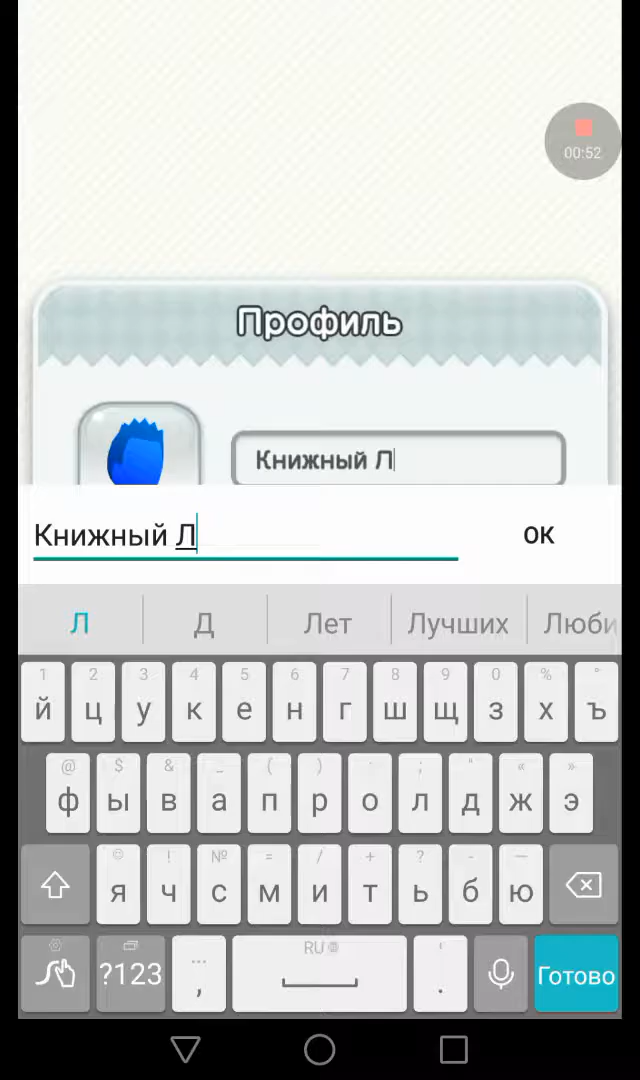 00:52
Профиль
Книжный Л
Книжный Л OK
Л Д Лет Лучших Люби
1 2 3 4 5 6 7 8 9 0 % °
й ц у к е н г ш щ з х ъ
@ $ & _ ( ) : ; " « »
ф ы в а п р о л д ж э
! № = / + ? - —
я ч с м и т ь б ю
RU
?123 ... , ' . Готово